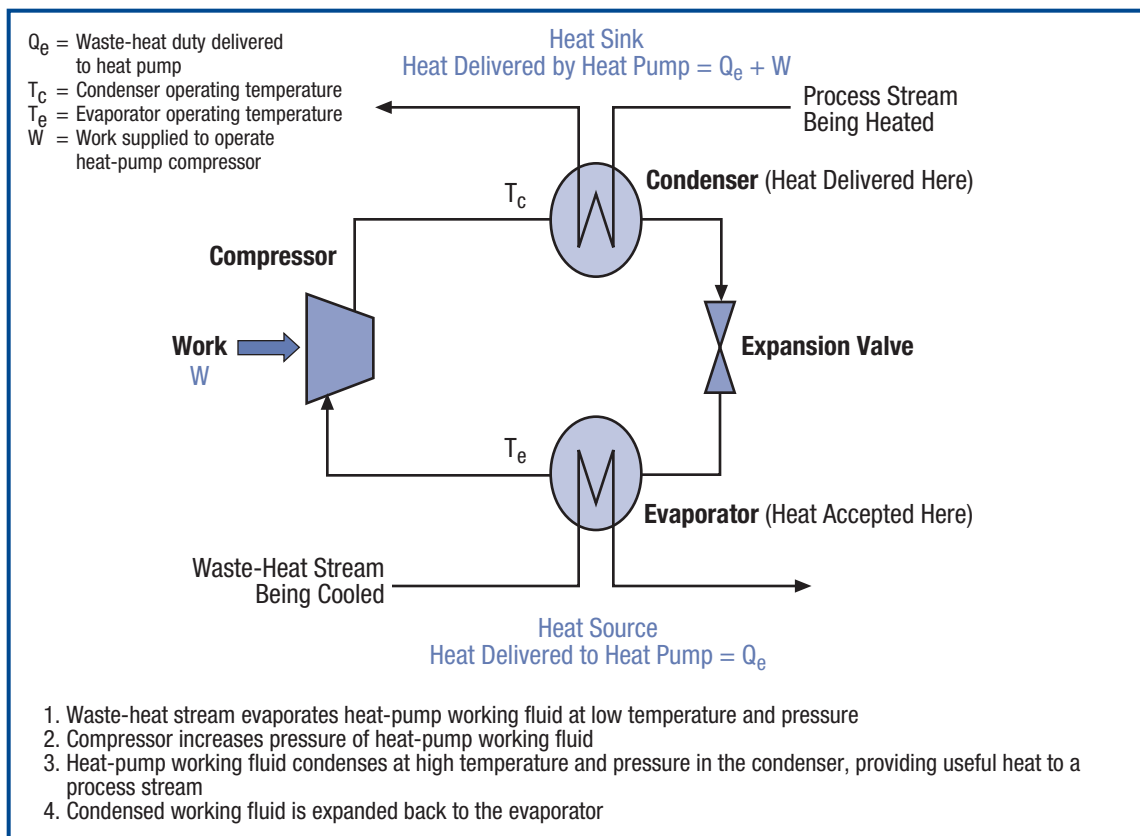 Qe = Waste-heat duty delivered
to heat pump
Tc = Condenser operating temperature
Te = Evaporator operating temperature
W = Work supplied to operate
heat-pump compressor
Heat Sink
Heat Delivered by Heat Pump = Qe + W
Process Stream
Being Heated
Condenser (Heat Delivered Here)
Tc
Compressor
Work
W
Expansion Valve
Te
Evaporator (Heat Accepted Here)
Waste-Heat Stream
Being Cooled
Heat Source
Heat Delivered to Heat Pump = Qe
1. Waste-heat stream evaporates heat-pump working fluid at low temperature and pressure
2. Compressor increases pressure of heat-pump working fluid
3. Heat-pump working fluid condenses at high temperature and pressure in the condenser, providing useful heat to a
process stream
4. Condensed working fluid is expanded back to the evaporator